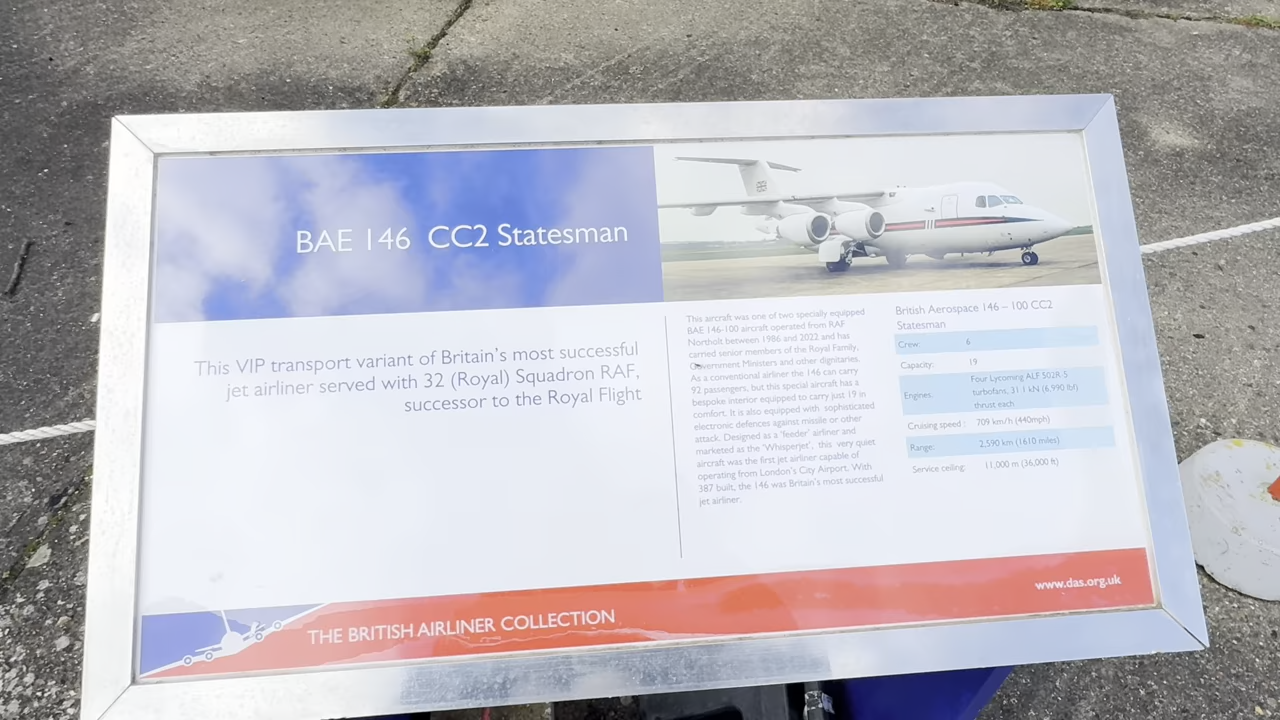 BAE 146 CC2 Statesman
This VIP transport variant of Britain's most successful
jet airliner served with 32 (Royal) Squadron RAF,
successor to the Royal Flight
This aircraft was one of two specially equipped
BAE 146-100 aircraft operated from RAF
Northolt between 1986 and 2022 and has
carried senior members of the Royal Family,
Government Ministers and other dignitaries.
As a conventional airliner the 146 can carry
92 passengers, but this special aircraft has a
bespoke interior equipped to carry just 19 in
comfort. It is also equipped with sophisticated
electronic defences against missile or other
attack. Designed as a 'feeder' airliner and
marketed as the 'Whisperjet', this very quiet
aircraft was the first jet airliner capable of
operating from London's City Airport. With
387 built, the 146 was Britain's most successful
jet airliner.
British Aerospace 146 – 100 CC2
Statesman
Crew: 6
Capacity: 19
Engines: Four Lycoming ALF 502R-5
turbofans, 31.1 kN (6,990 lbf)
thrust each
Cruising speed : 709 km/h (440mph)
Range: 2,590 km (1610 miles)
Service ceiling: 11,000 m (36,000 ft)
THE BRITISH AIRLINER COLLECTION
www.das.org.uk